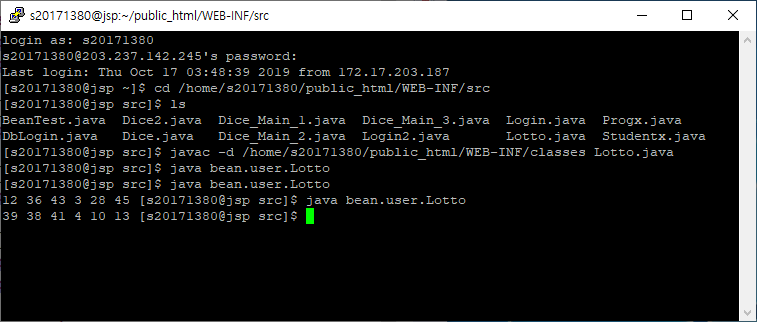 s20171380@jsp:~/public_html/WEB-INF/src
login as: s20171380
s20171380@203.237.142.245's password:
Last login: Thu Oct 17 03:48:39 2019 from 172.17.203.187
[s20171380@jsp ~]$ cd /home/s20171380/public_html/WEB-INF/src
[s20171380@jsp src]$ ls
BeanTest.java  Dice2.java  Dice_Main_1.java  Dice_Main_3.java  Login.java  Progx.java
DbLogin.java  Dice.java  Dice_Main_2.java  Login2.java  Lotto.java  Studentx.java
[s20171380@jsp src]$ javac -d /home/s20171380/public_html/WEB-INF/classes Lotto.java
[s20171380@jsp src]$ java bean.user.Lotto
[s20171380@jsp src]$ java bean.user.Lotto
12 36 43 3 28 45 [s20171380@jsp src]$ java bean.user.Lotto
39 38 41 4 10 13 [s20171380@jsp src]$